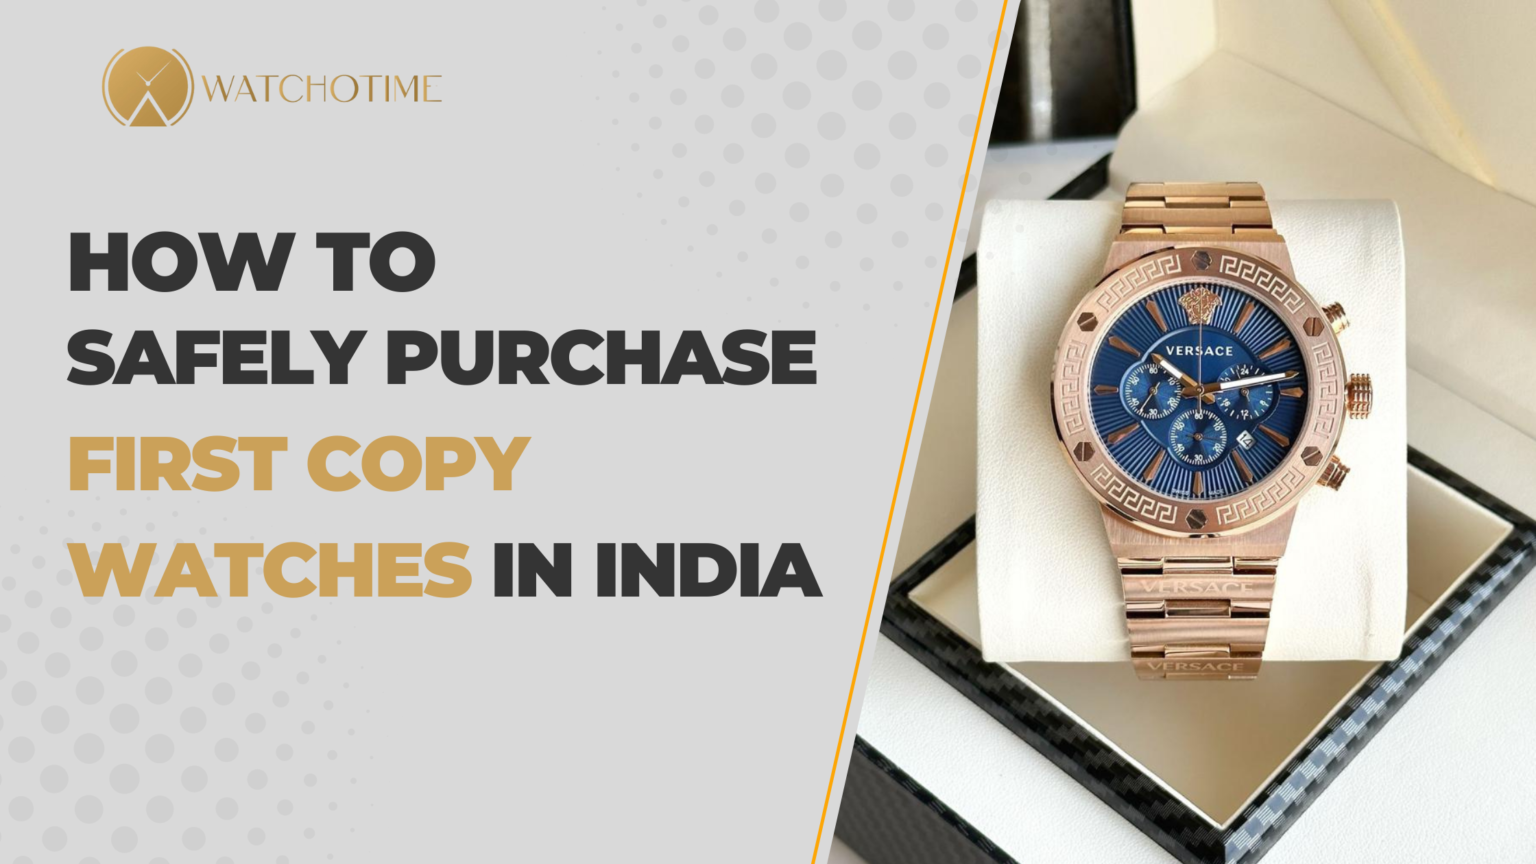 WATCHOTIME
HOW TO
SAFELY PURCHASE
FIRST COPY
WATCHES IN INDIA
VERSACE
VERSACE
VERSACE